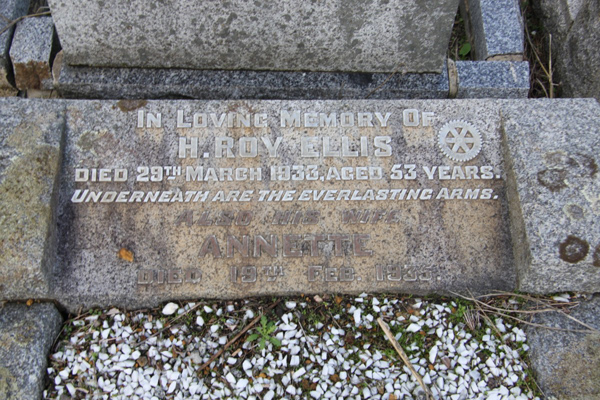 IN LOVING MEMORY OF
H. ROY ELLIS
DIED 29TH MARCH 1933, AGED 53 YEARS.
UNDERNEATH ARE THE EVERLASTING ARMS.
ALSO HIS WIFE
ANNETTE
DIED 19TH FEB.